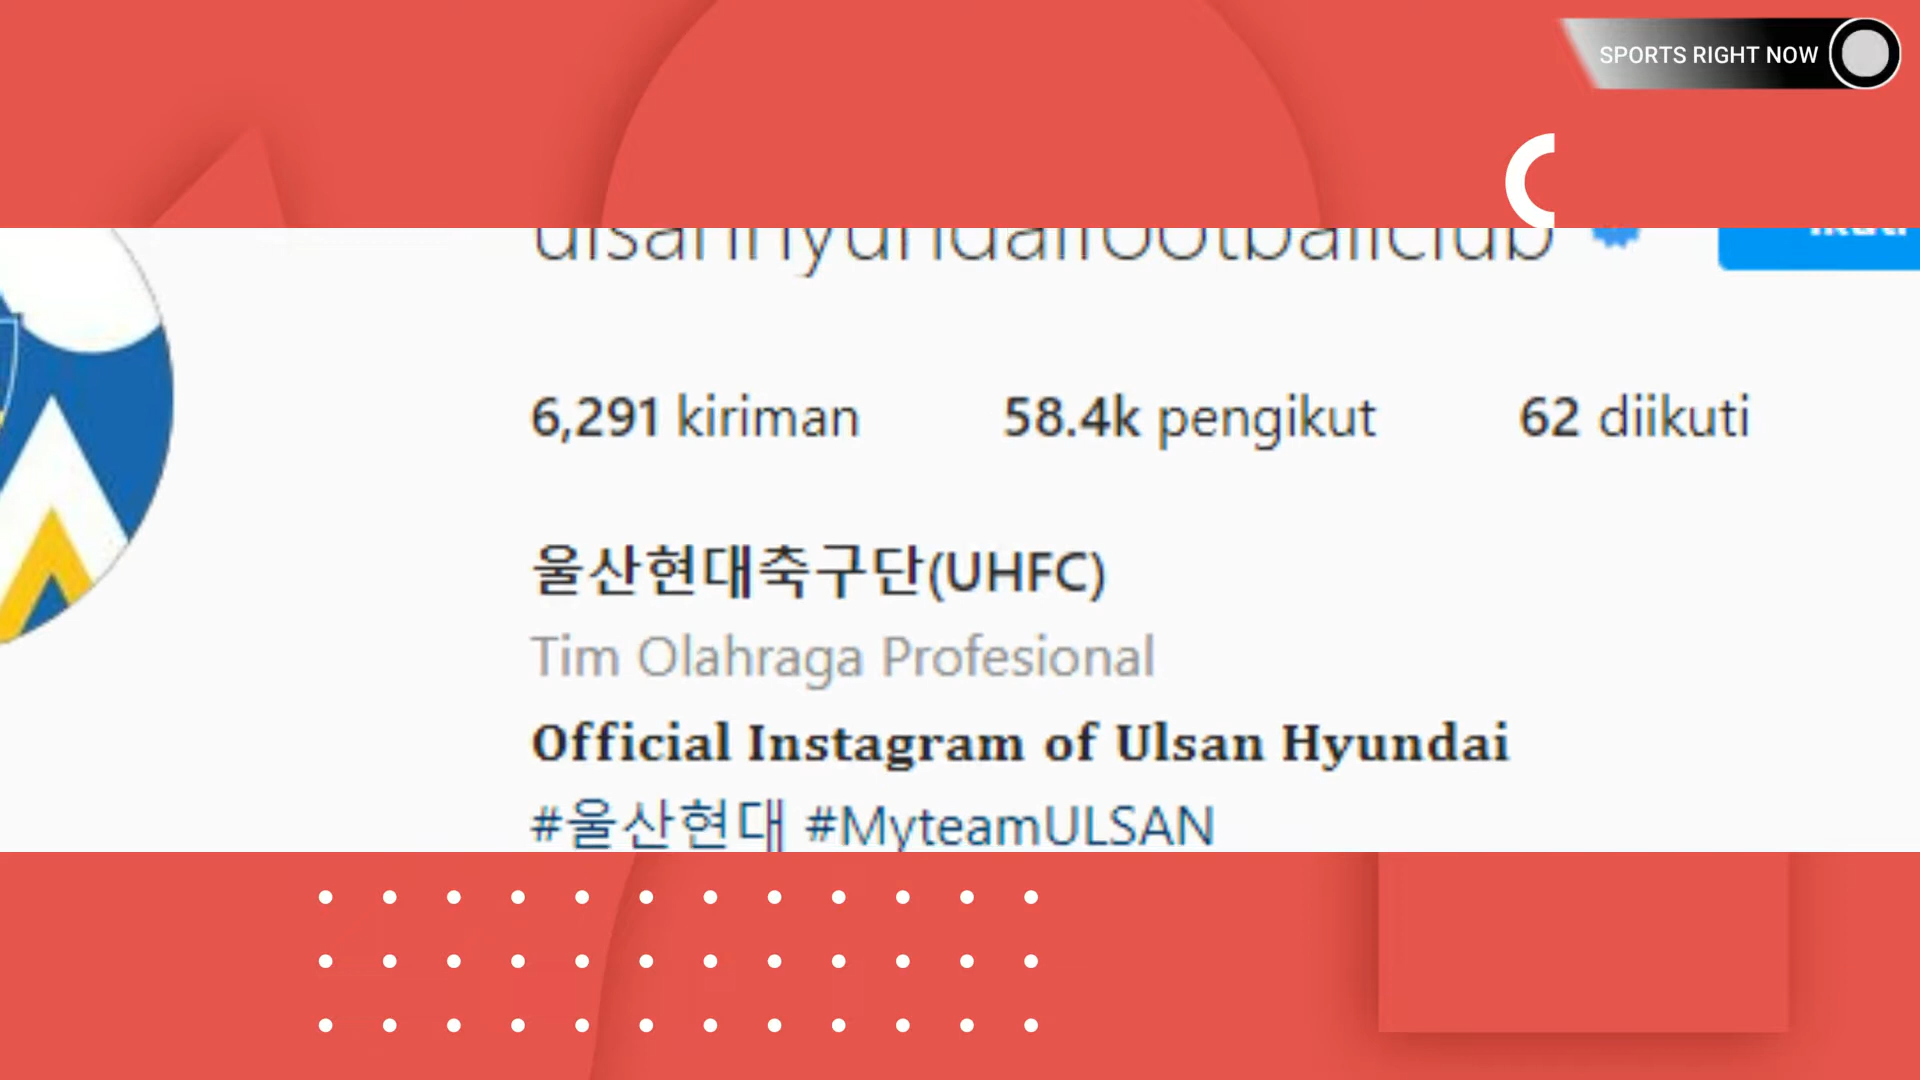 SPORTS RIGHT NOW
ulsanhyundaifootballclub
6,291 kiriman 58.4k pengikut 62 diikuti
울산현대축구단(UHFC)
Tim Olahraga Profesional
Official Instagram of Ulsan Hyundai
#울산현대 #MyteamULSAN